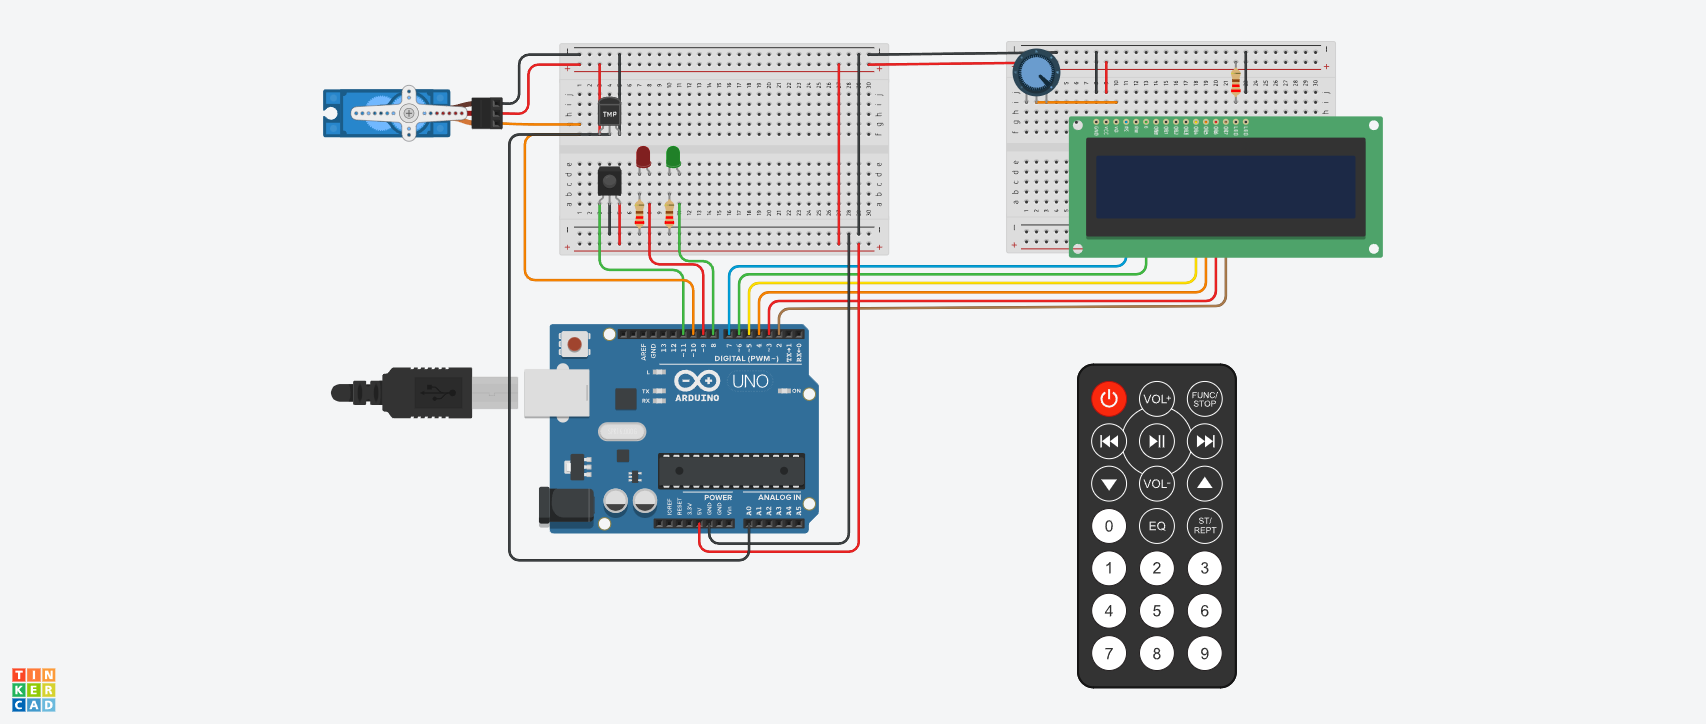 TMP
AREF
GND
13
12
~11
~10
~9
8
7
~6
~5
4
~3
2
TX→1
RX←0
DIGITAL (PWM~)
L
TX
RX
ARDUINO
UNO
ON
POWER
ANALOG IN
IOREF
RESET
3.3V
5V
GND
GND
Vin
A0
A1
A2
A3
A4
A5
VOL+
FUNC/
STOP
VOL-
0
EQ
ST/
REPT
1
2
3
4
5
6
7
8
9
TIN
KER
CAD